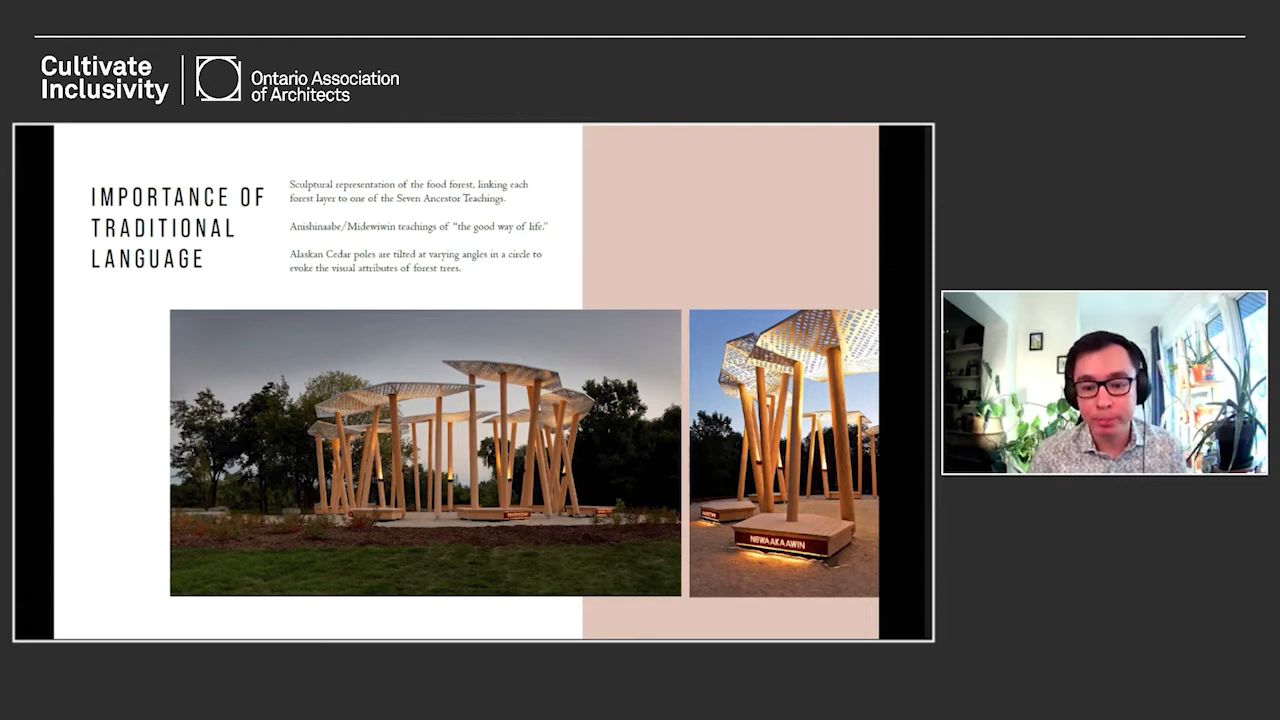 Cultivate
Inclusivity
Ontario Association
of Architects
IMPORTANCE OF
TRADITIONAL
LANGUAGE
Sculptural representation of the food forest, linking each
forest layer to one of the Seven Ancestor Teachings.
Anishinaabe/Midewiwin teachings of “the good way of life.”
Alaskan Cedar poles are tilted at varying angles in a circle to
evoke the visual attributes of forest trees.
NBWAAKAAWIN